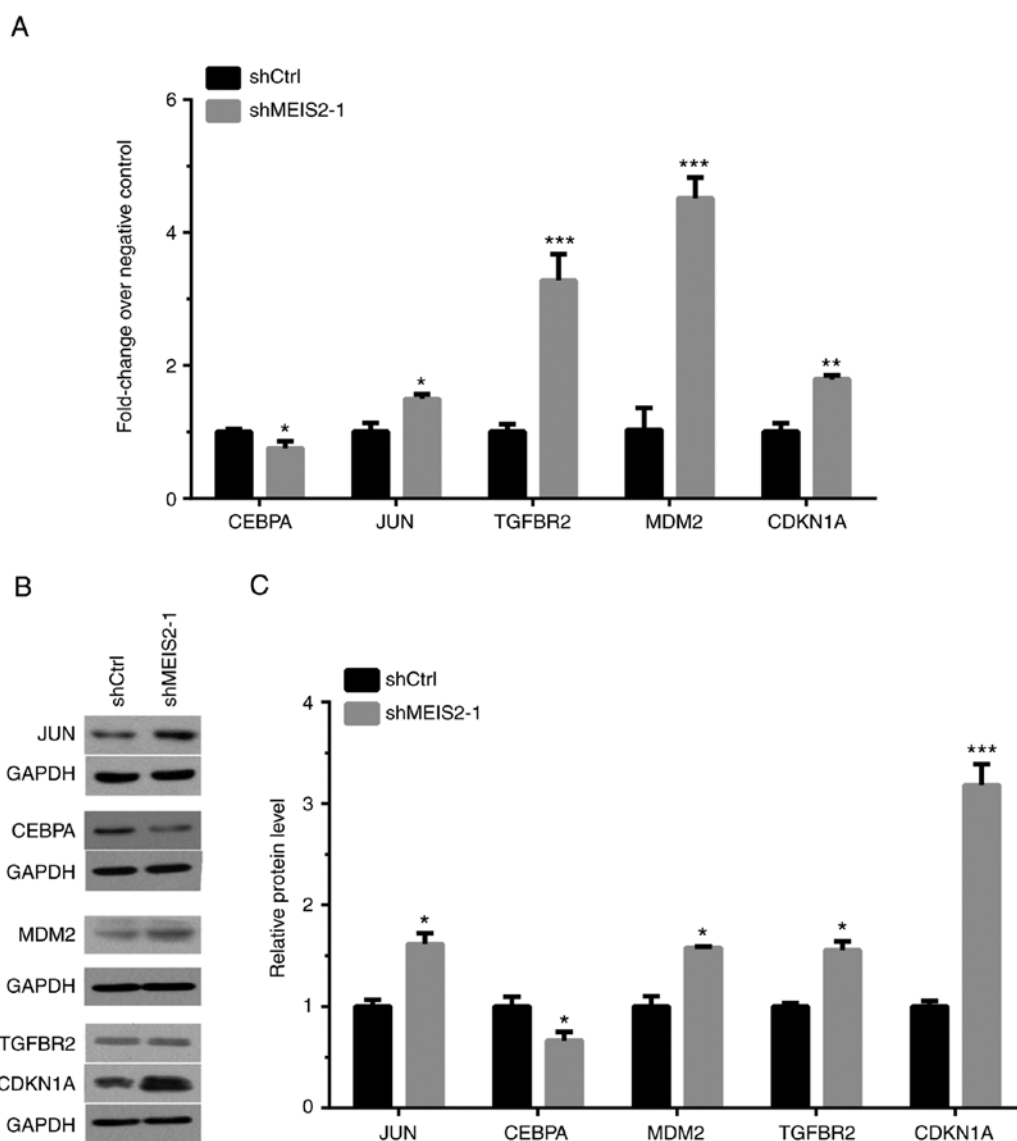 A
shCtrl
shMEIS2-1
Fold-change over negative control
6
4
2
0
*
*
***
***
**
CEBPA
JUN
TGFBR2
MDM2
CDKN1A
B
shCtrl
shMEIS2-1
JUN
GAPDH
CEBPA
GAPDH
MDM2
GAPDH
TGFBR2
CDKN1A
GAPDH
C
shCtrl
shMEIS2-1
Relative protein level
4
3
2
1
0
*
*
*
*
***
JUN
CEBPA
MDM2
TGFBR2
CDKN1A